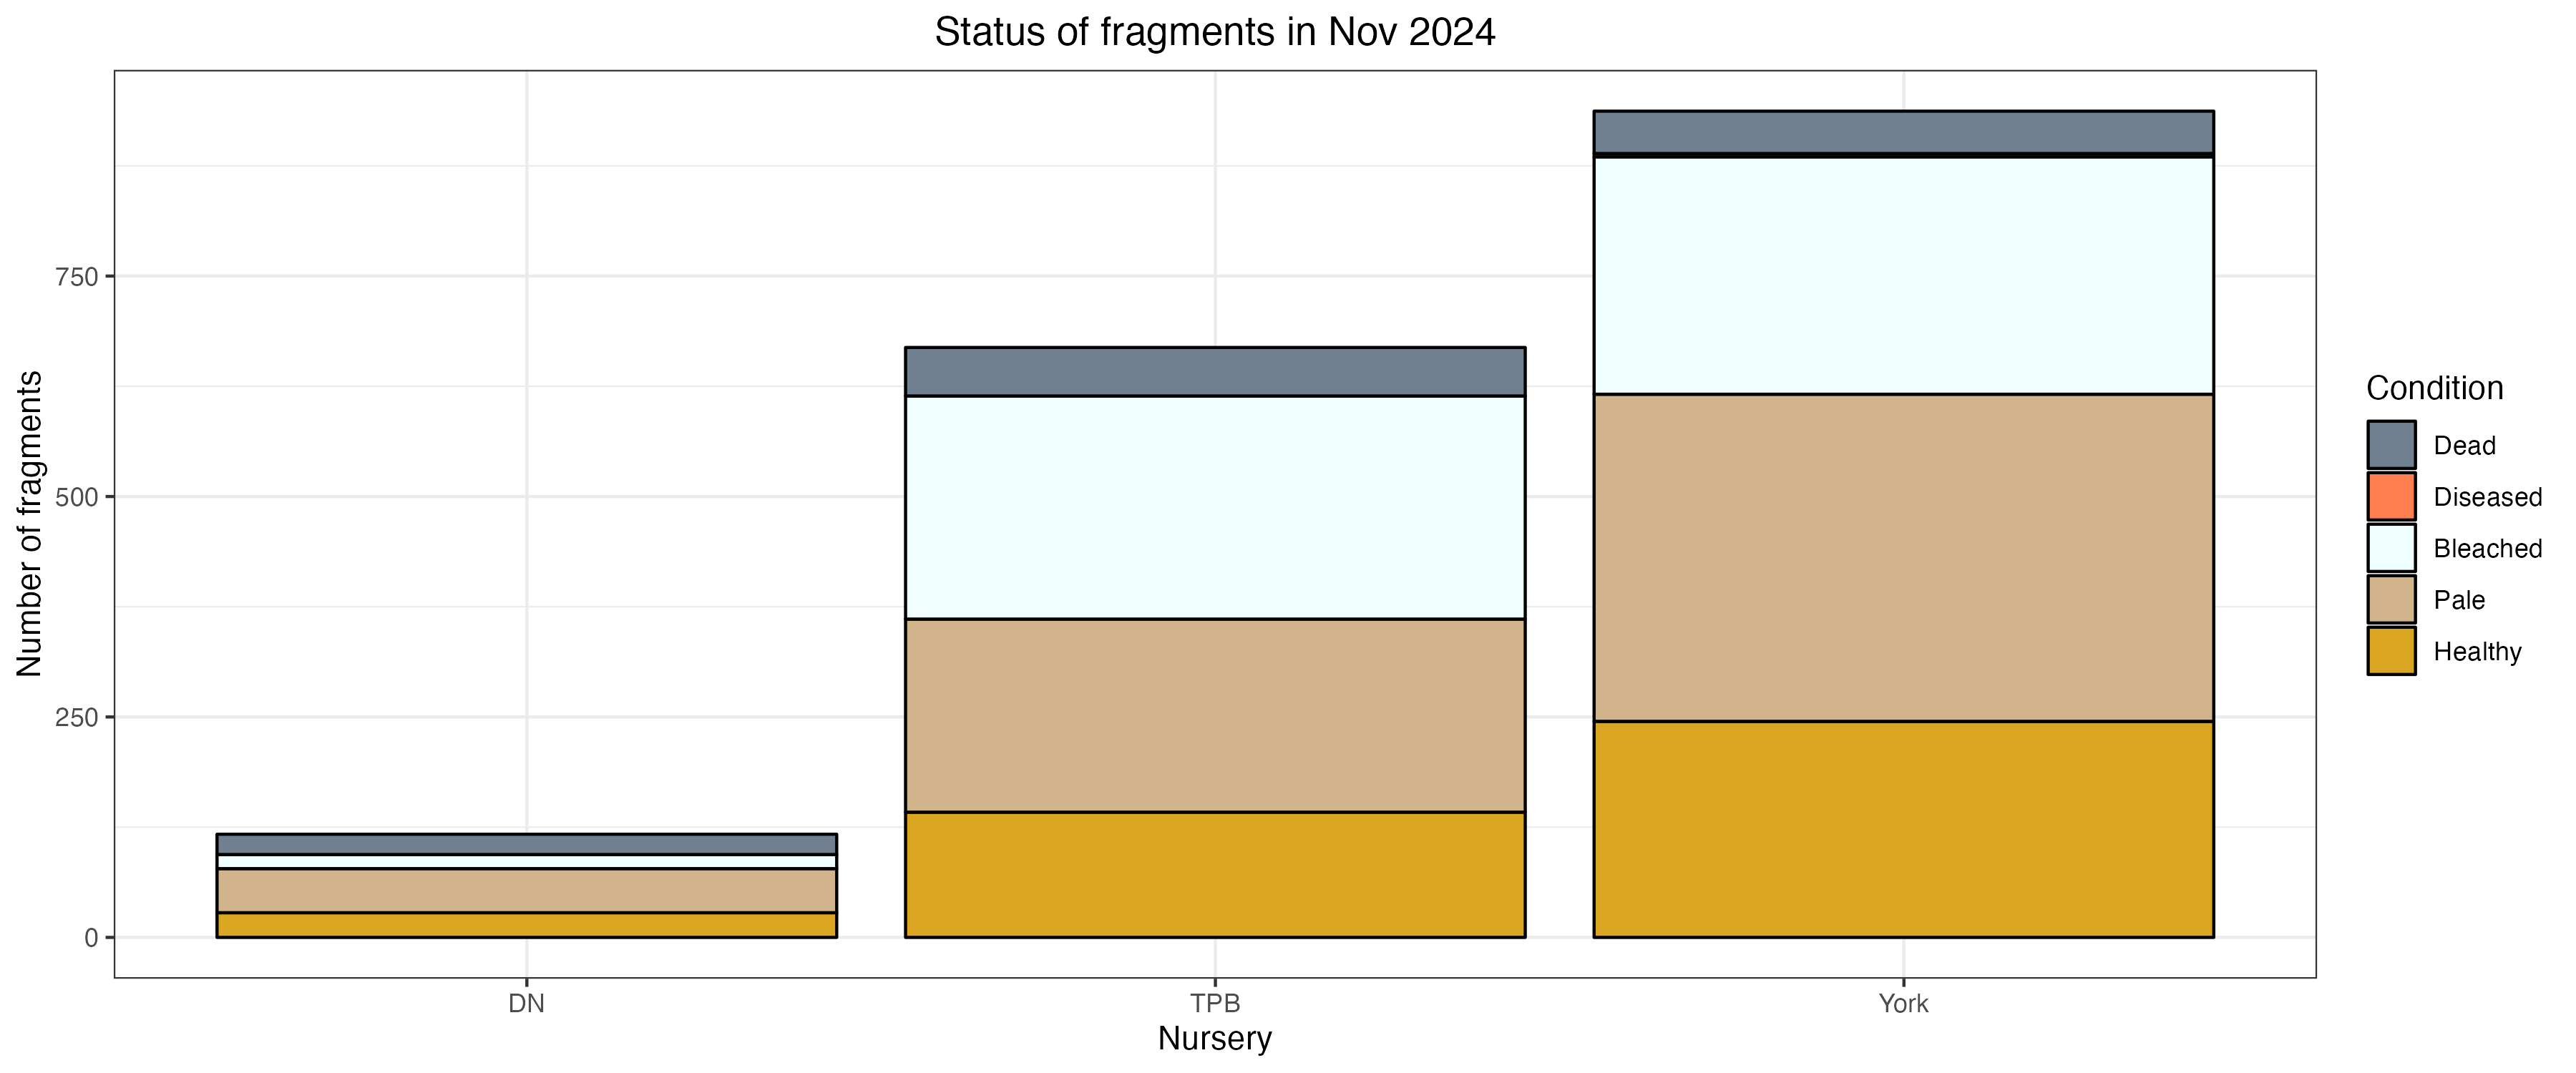 Status of fragments in Nov 2024
Number of fragments
750
500
250
0
DN
TPB
York
Nursery
Condition
Dead
Diseased
Bleached
Pale
Healthy